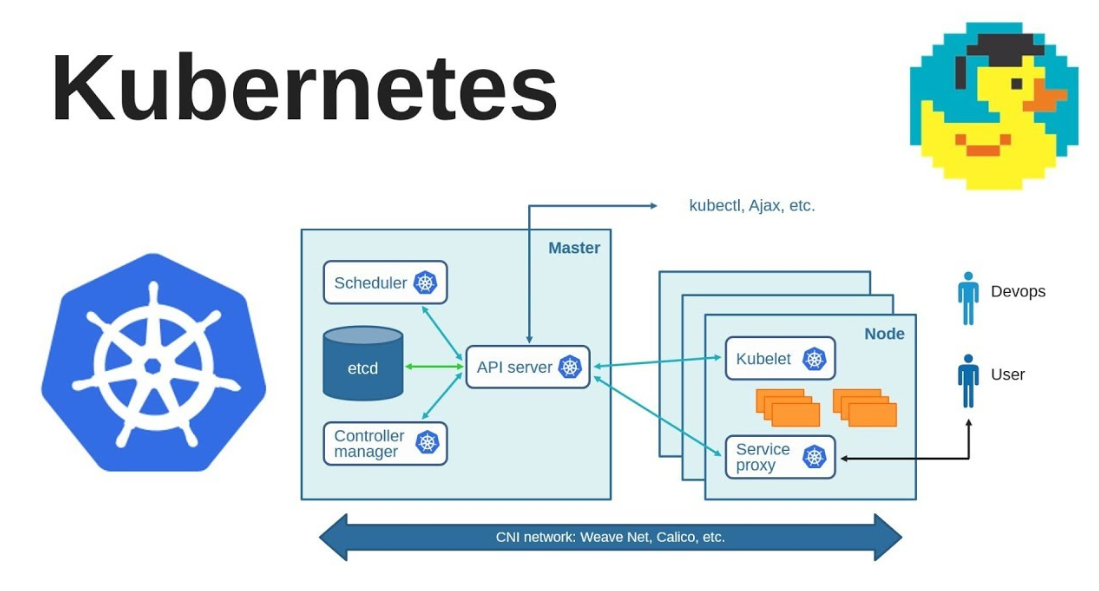 Kubernetes
kubectl, Ajax, etc.
Master
Scheduler
etcd
API server
Controller
manager
Node
Kubelet
Service
proxy
Devops
User
CNI network: Weave Net, Calico, etc.